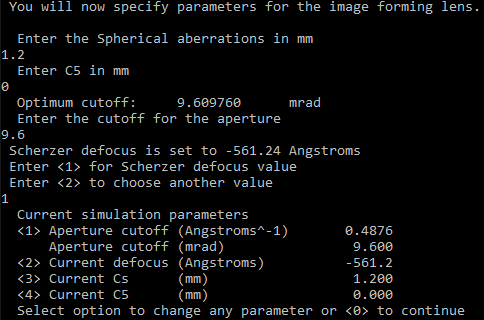 You will now specify parameters for the image forming lens.
Enter the Spherical aberrations in mm
1.2
Enter C5 in mm
0
Optimum cutoff: 9.609760 mrad
Enter the cutoff for the aperture
9.6
Scherzer defocus is set to -561.24 Angstroms
Enter <1> for Scherzer defocus value
Enter <2> to choose another value
1
Current simulation parameters
<1> Aperture cutoff (Angstroms^-1) 0.4876
Aperture cutoff (mrad) 9.600
<2> Current defocus (Angstroms) -561.2
<3> Current Cs (mm) 1.200
<4> Current C5 (mm) 0.000
Select option to change any parameter or <0> to continue